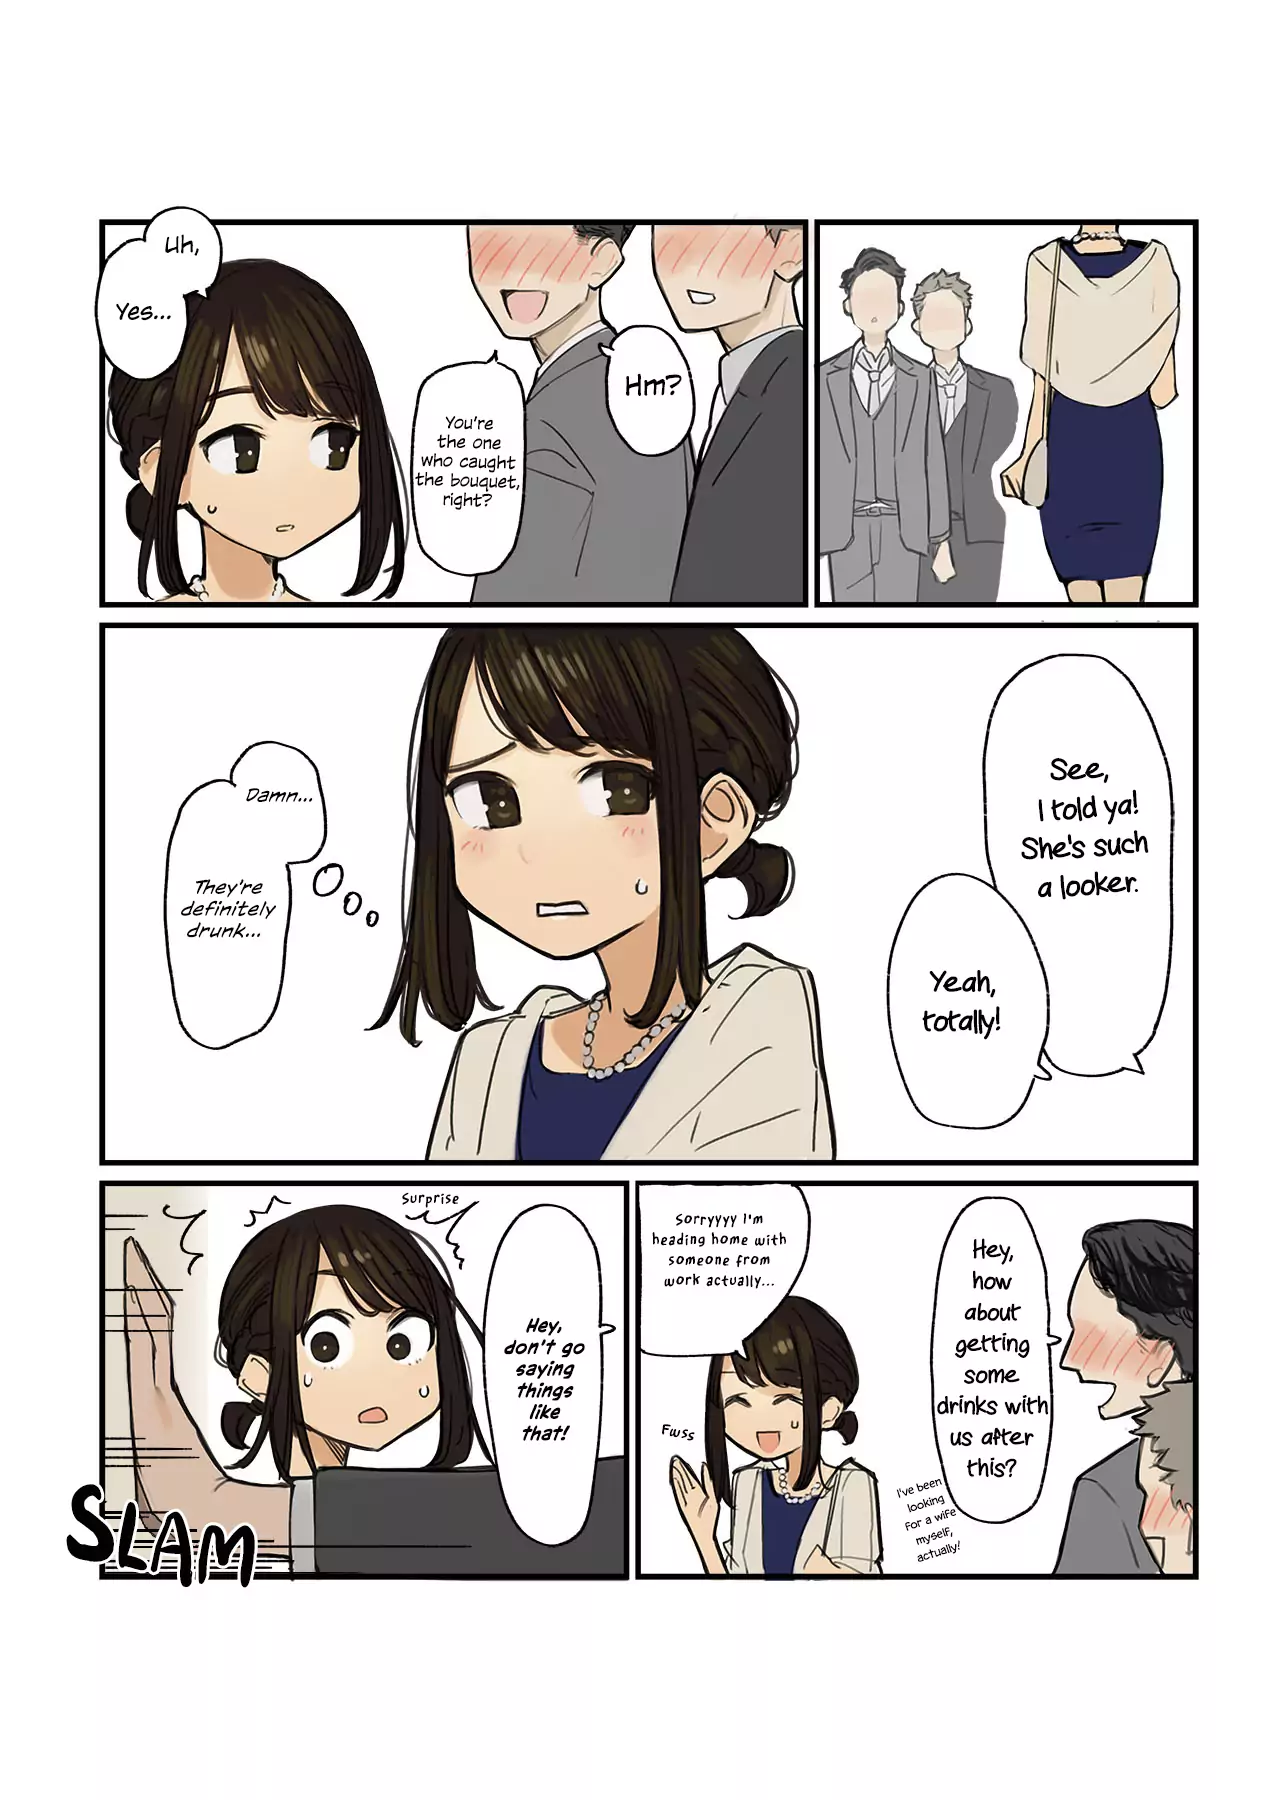 Hm?
You're
the one
who caught
the bouquet,
right?
Uh,
Yes...
See,
I told ya!
She's such
a looker.
Yeah,
totally!
Damn...
They're
definitely
drunk...
Hey,
how
about
getting
some
drinks with
us after
this?
I've been
looking
for a wife
myself,
actually!
Sorryyyy I'm
heading home with
someone from
work actually...
Fwss
Hey,
don't go
saying
things
like
that!
Surprise
SLAM